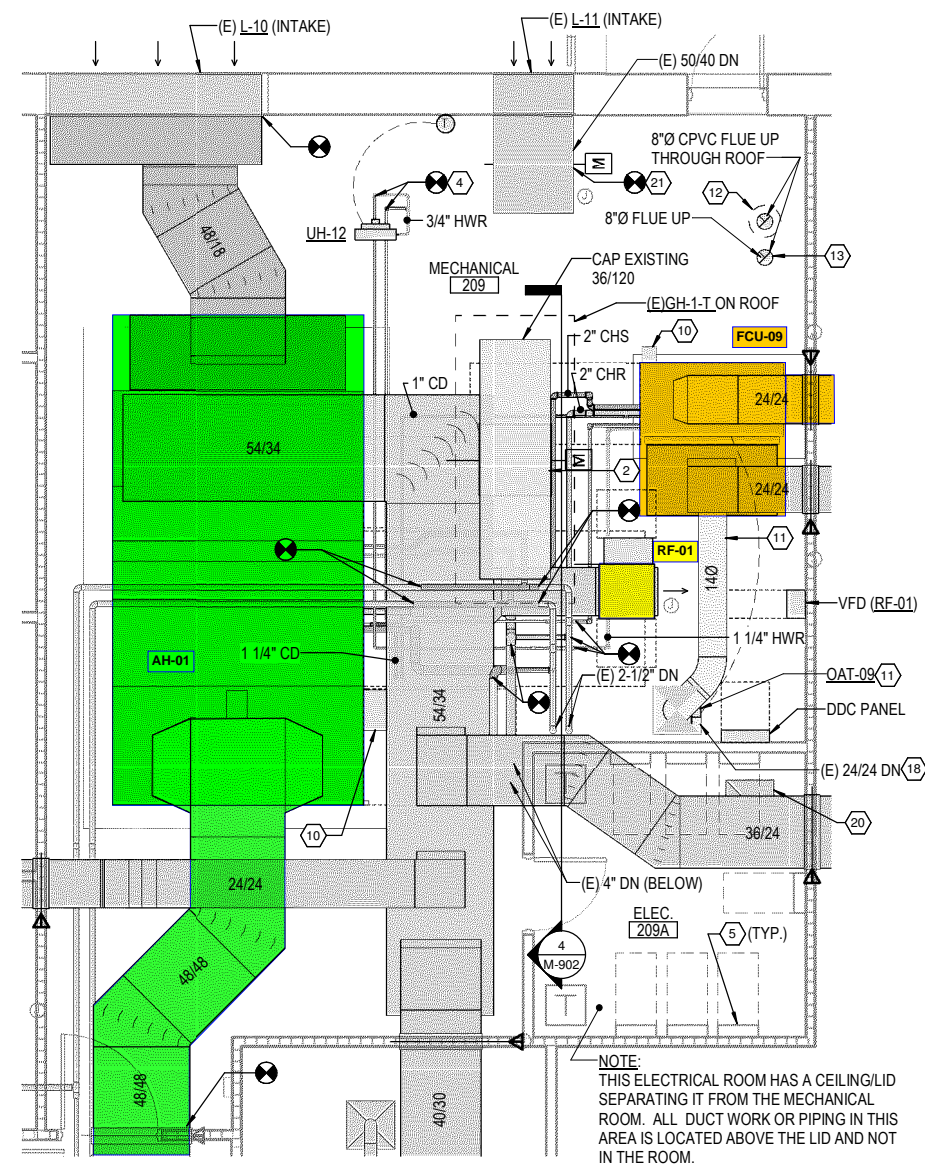 (E) L-10 (INTAKE)
(E) L-11 (INTAKE)
(E) 50/40 DN
8"Ø CPVC FLUE UP
THROUGH ROOF
T
M
4
21
J
12
3/4" HWR
UH-12
8"Ø FLUE UP
13
48/18
MECHANICAL
209
CAP EXISTING
36/120
(E)GH-1-T ON ROOF
10
FCU-09
2" CHS
2" CHR
1" CD
24/24
54/34
M
2
24/24
11
RF-01
14Ø
J
VFD (RF-01)
AH-01
1 1/4" CD
1 1/4" HWR
(E) 2-1/2" DN
OAT-09 11
54/34
DDC PANEL
(E) 24/24 DN 18
10
20
36/24
24/24
(E) 4" DN (BELOW)
ELEC.
209A
5 (TYP.)
4
M-902
48/48
T
NOTE:
THIS ELECTRICAL ROOM HAS A CEILING/LID
SEPARATING IT FROM THE MECHANICAL
ROOM. ALL DUCT WORK OR PIPING IN THIS
AREA IS LOCATED ABOVE THE LID AND NOT
IN THE ROOM.
48/48
40/30